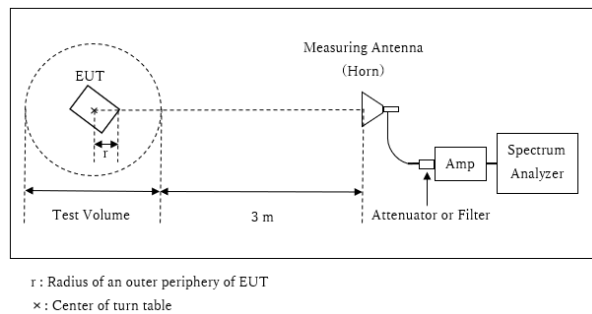 Measuring Antenna
(Horn)
EUT
r
Amp
Spectrum
Analyzer
Test Volume
3 m
Attenuator or Filter
r : Radius of an outer periphery of EUT
× : Center of turn table